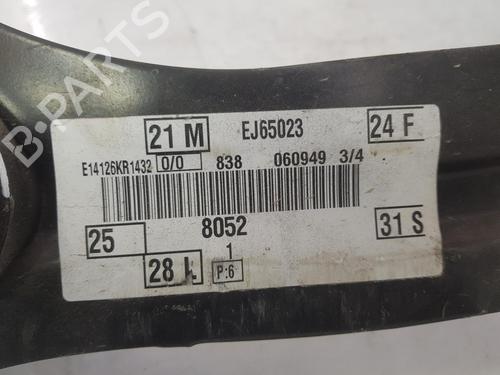 B-PARTS
21 M EJ65023 24 F
E14126KR1432 0/0 838 060949 3/4
25 8052 31 S
1
28 L P:6